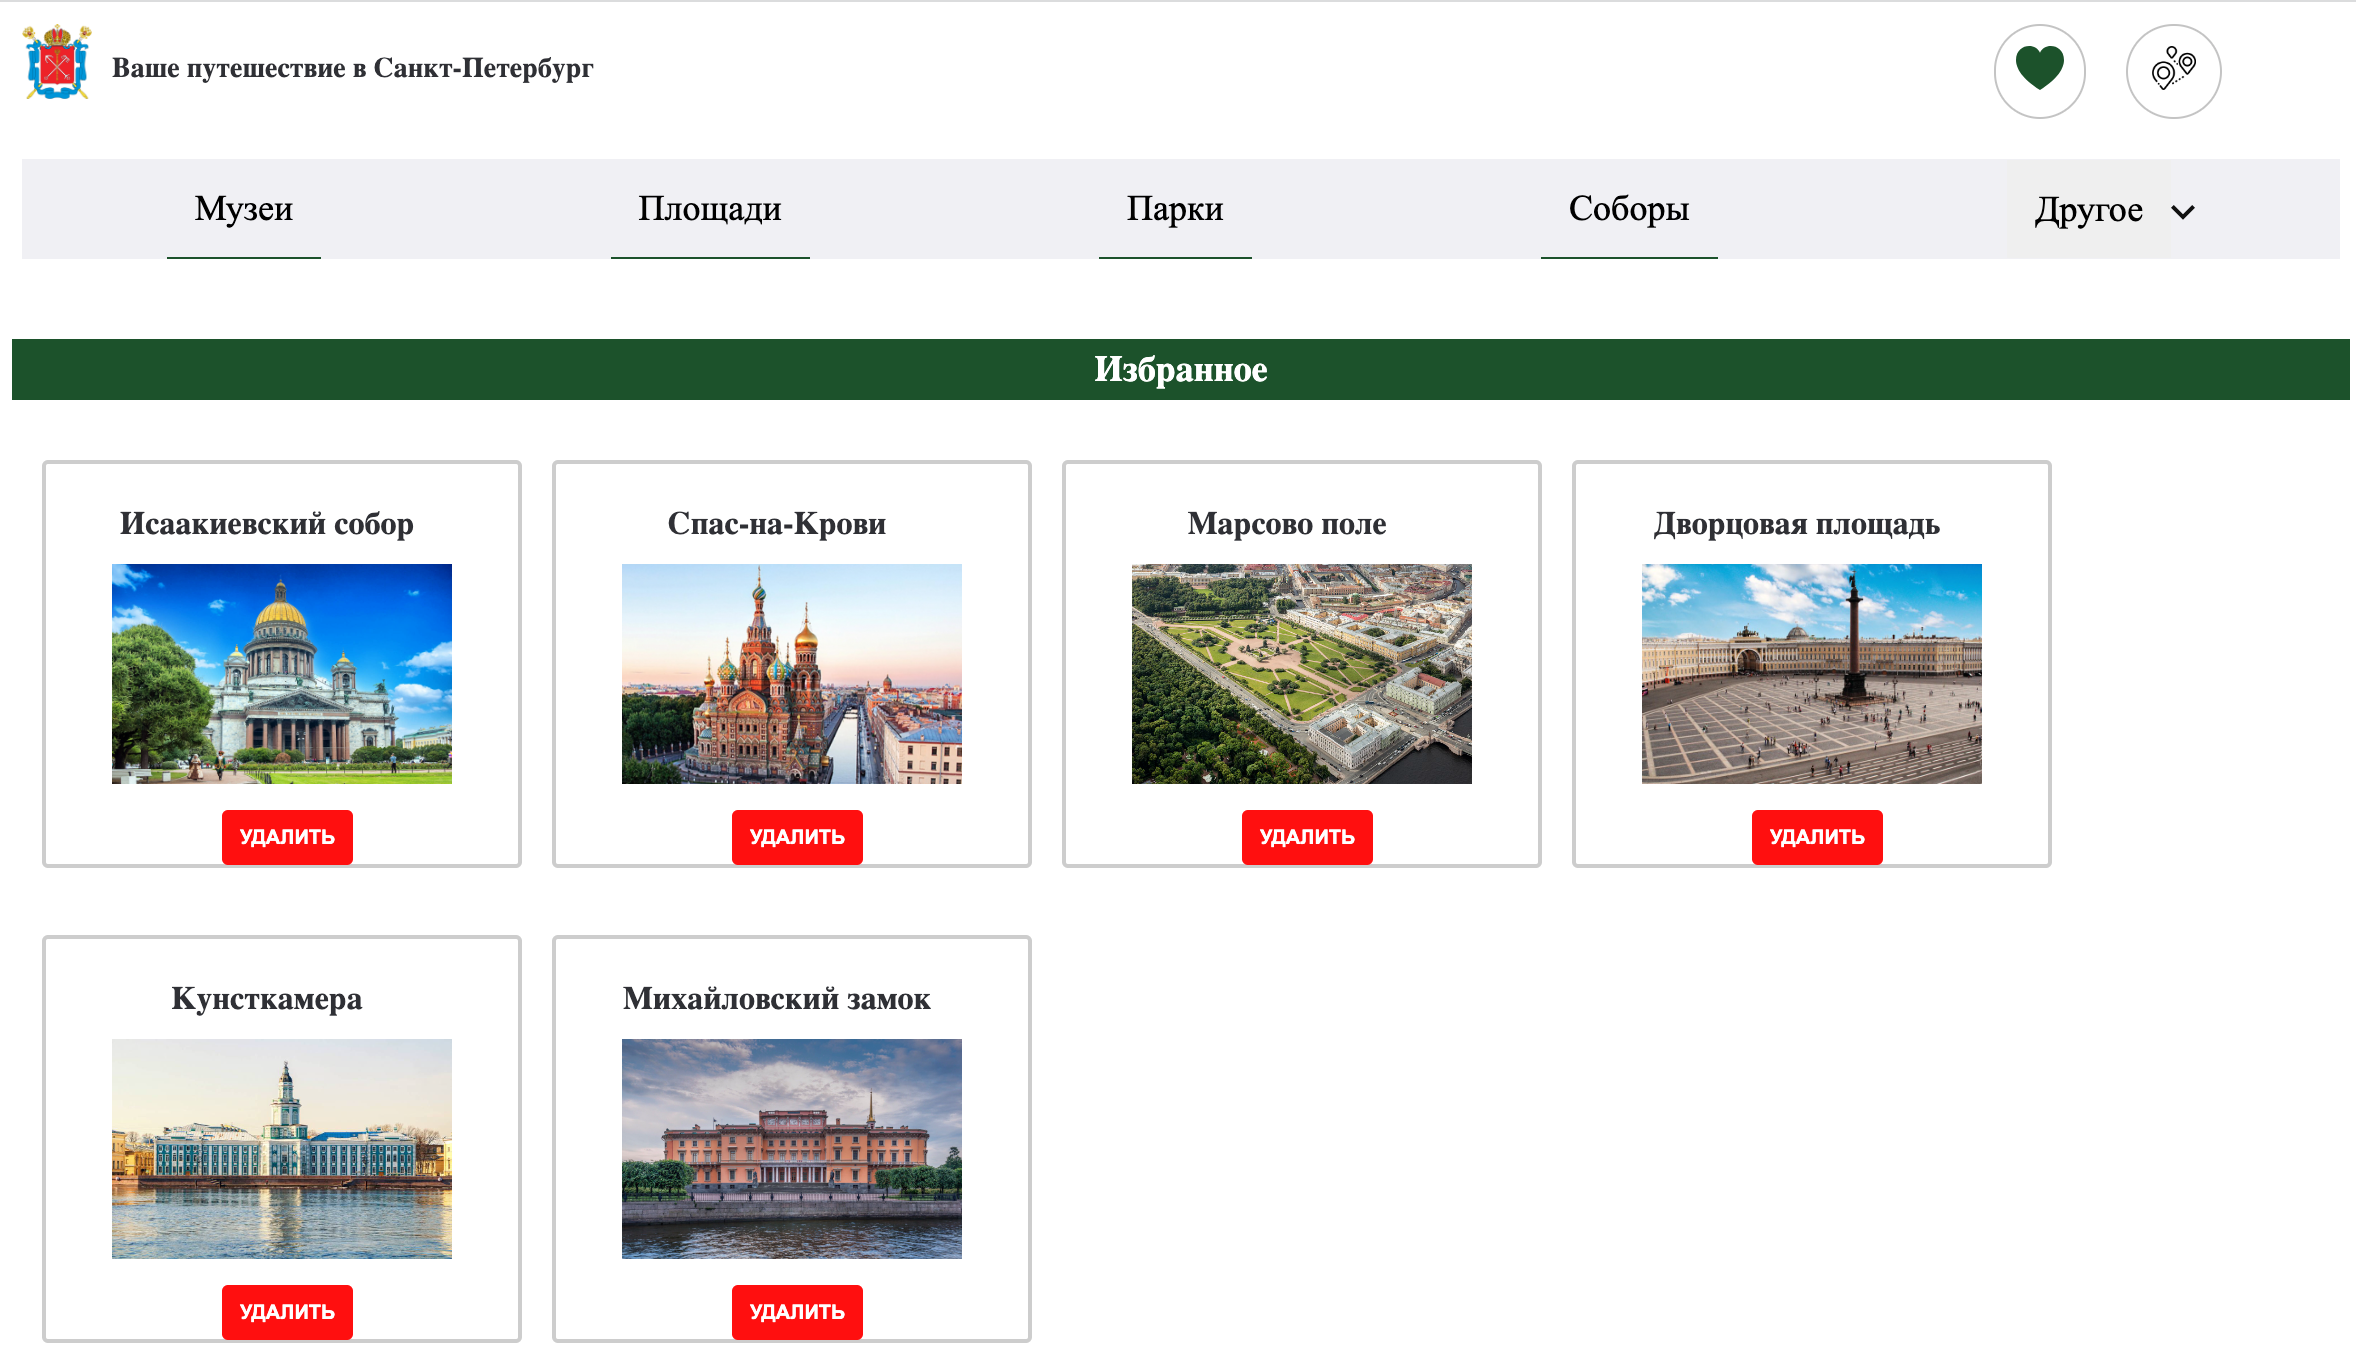 Ваше путешествие в Санкт-Петербург
Музеи
Площади
Парки
Соборы
Другое
Избранное
Исаакиевский собор
Спас-на-Крови
Марсово поле
Дворцовая площадь
УДАЛИТЬ
УДАЛИТЬ
УДАЛИТЬ
УДАЛИТЬ
Кунсткамера
Михайловский замок
УДАЛИТЬ
УДАЛИТЬ